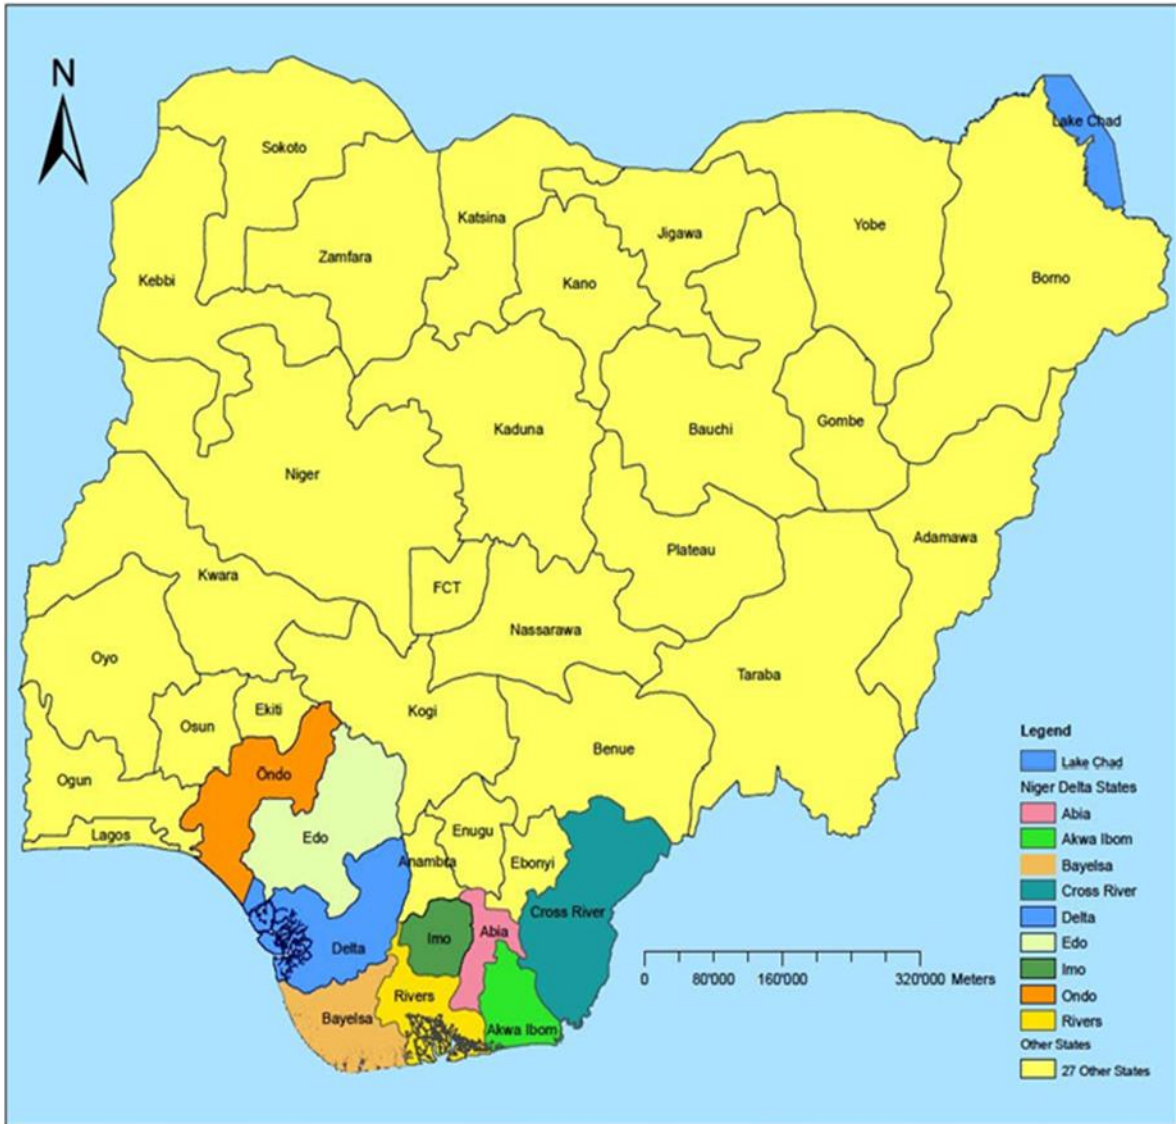 N
Lake Chad
Sokoto
Katsina
Yobe
Jigawa
Zamfara
Kebbi
Kano
Borno
Gombe
Kaduna
Bauchi
Niger
Adamawa
Plateau
Kwara
FCT
Nassarawa
Oyo
Taraba
Ekiti
Kogi
Osun
Benue
Öndo
Ogun
Enugu
Lagos
Edo
Anambra
Ebonyi
Cross River
Abia
Imo
Delta
Rivers
Bayelsa
Akwa Ibom
0 80'000 160'000 320'000 Meters
Legend
Lake Chad
Niger Delta States
Abia
Akwa Ibom
Bayelsa
Cross River
Delta
Edo
Imo
Ondo
Rivers
Other States
27 Other States